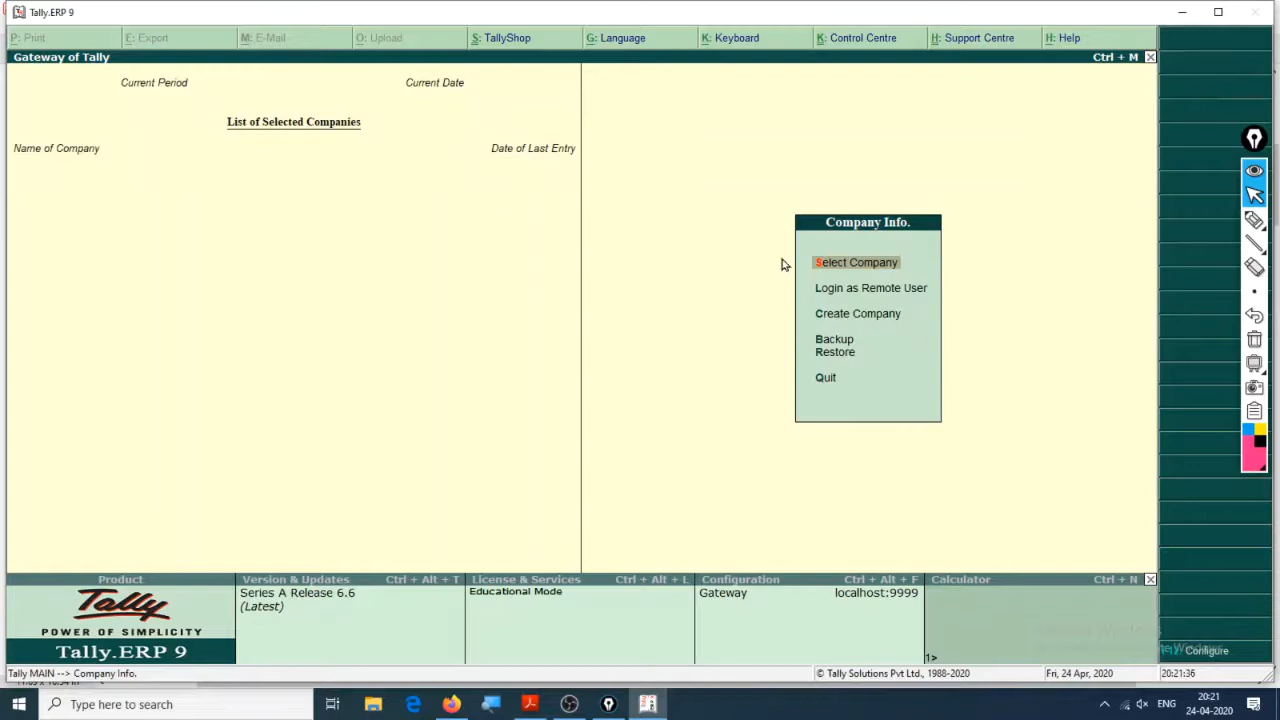 Tally.ERP 9
P: Print
E: Export
M: E-Mail
O: Upload
S: TallyShop
G: Language
K: Keyboard
K: Control Centre
H: Support Centre
H: Help
Gateway of Tally
Ctrl + M
Current Period
Current Date
List of Selected Companies
Name of Company
Date of Last Entry
Company Info.
Select Company
Login as Remote User
Create Company
Backup
Restore
Quit
Product
Version & Updates
Ctrl + Alt + T
License & Services
Ctrl + Alt + L
Configuration
Ctrl + Alt + F
Calculator
Ctrl + N
Series A Release 6.6
(Latest)
Educational Mode
Gateway
localhost:9999
Tally
POWER OF SIMPLICITY
Tally.ERP 9
1>
Configure
Tally MAIN --> Company Info.
© Tally Solutions Pvt Ltd., 1988-2020
Fri, 24 Apr, 2020
20:21:36
Type here to search
ENG
20:21
24-04-2020